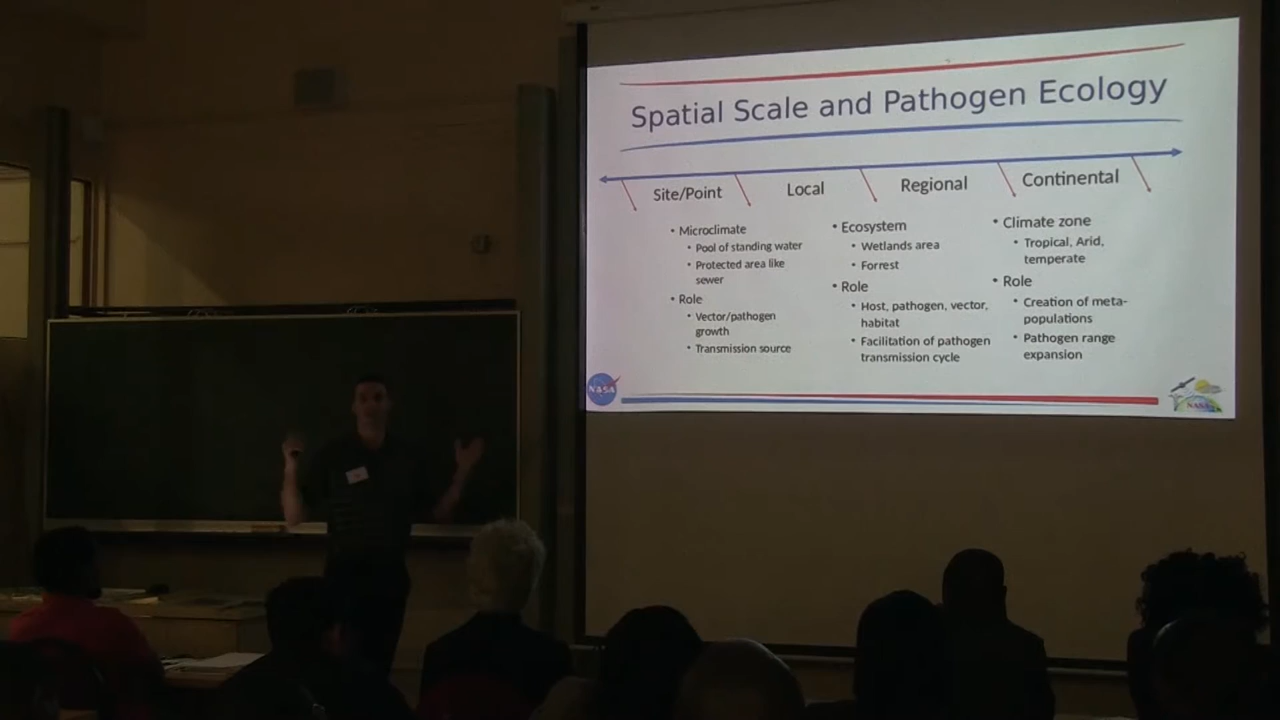 Spatial Scale and Pathogen Ecology
Site/Point
Local
Regional
Continental
• Microclimate
• Pool of standing water
• Protected area like
sewer
• Role
• Vector/pathogen
growth
• Transmission source
• Ecosystem
• Wetlands area
• Forrest
• Role
• Host, pathogen, vector,
habitat
• Facilitation of pathogen
transmission cycle
• Climate zone
• Tropical, Arid,
temperate
• Role
• Creation of meta-
populations
• Pathogen range
expansion
NASA
NASA